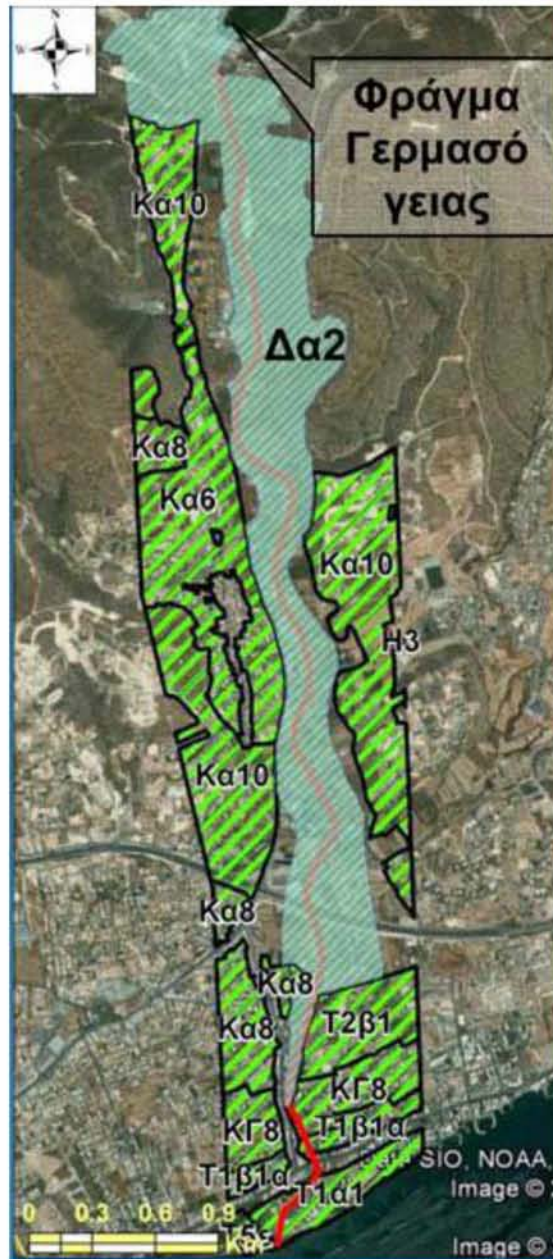 N
W E
Φράγμα
Γερμασό
γειας
Κα10
Δα2
Κα8
Κα6
Κα10
Η3
Κα10
Κα8
Κα8
Κα8
Τ2β1
ΚΓ8
ΚΓ8
Τ1β1α
Τ1β1α
SIO, NOAA,
Τ1α1
Image ©
0 0.3 0.6 0.9
Image ©